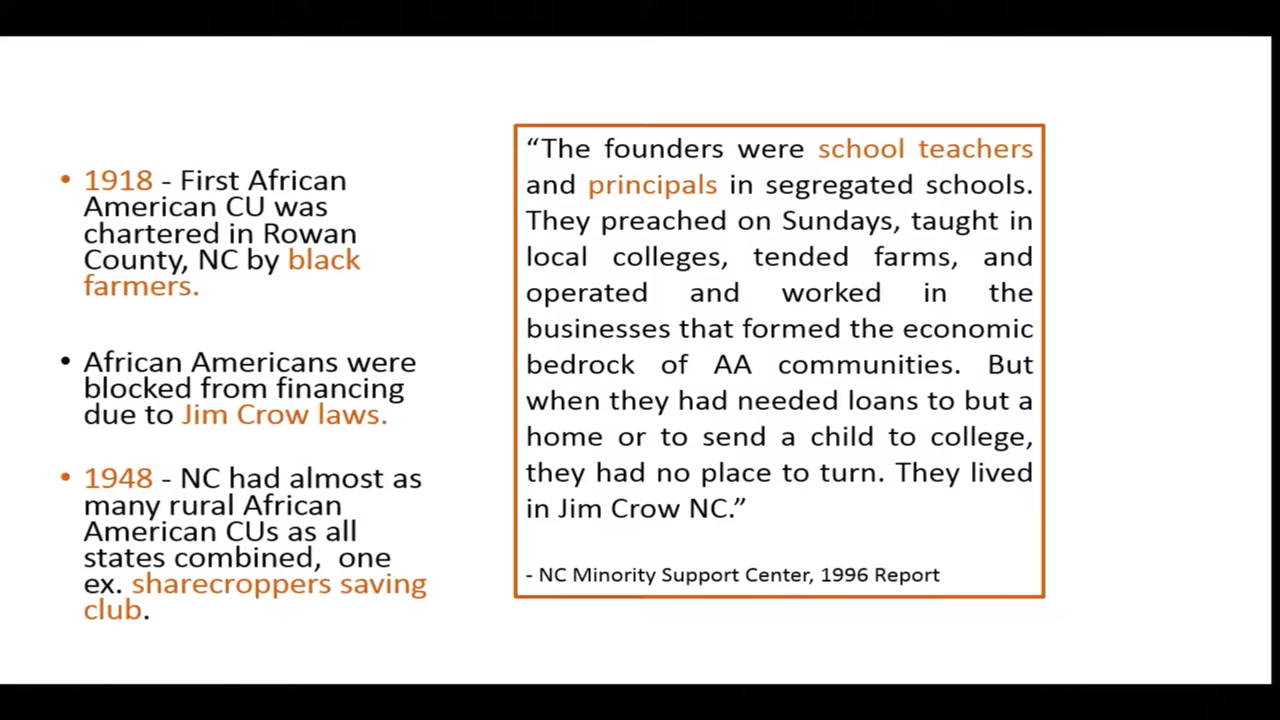 • 1918 - First African
American CU was
chartered in Rowan
County, NC by black
farmers.
• African Americans were
blocked from financing
due to Jim Crow laws.
• 1948 - NC had almost as
many rural African
American CUs as all
states combined, one
ex. sharecroppers saving
club.
“The founders were school teachers
and principals in segregated schools.
They preached on Sundays, taught in
local colleges, tended farms, and
operated and worked in the
businesses that formed the economic
bedrock of AA communities. But
when they had needed loans to but a
home or to send a child to college,
they had no place to turn. They lived
in Jim Crow NC.”
- NC Minority Support Center, 1996 Report